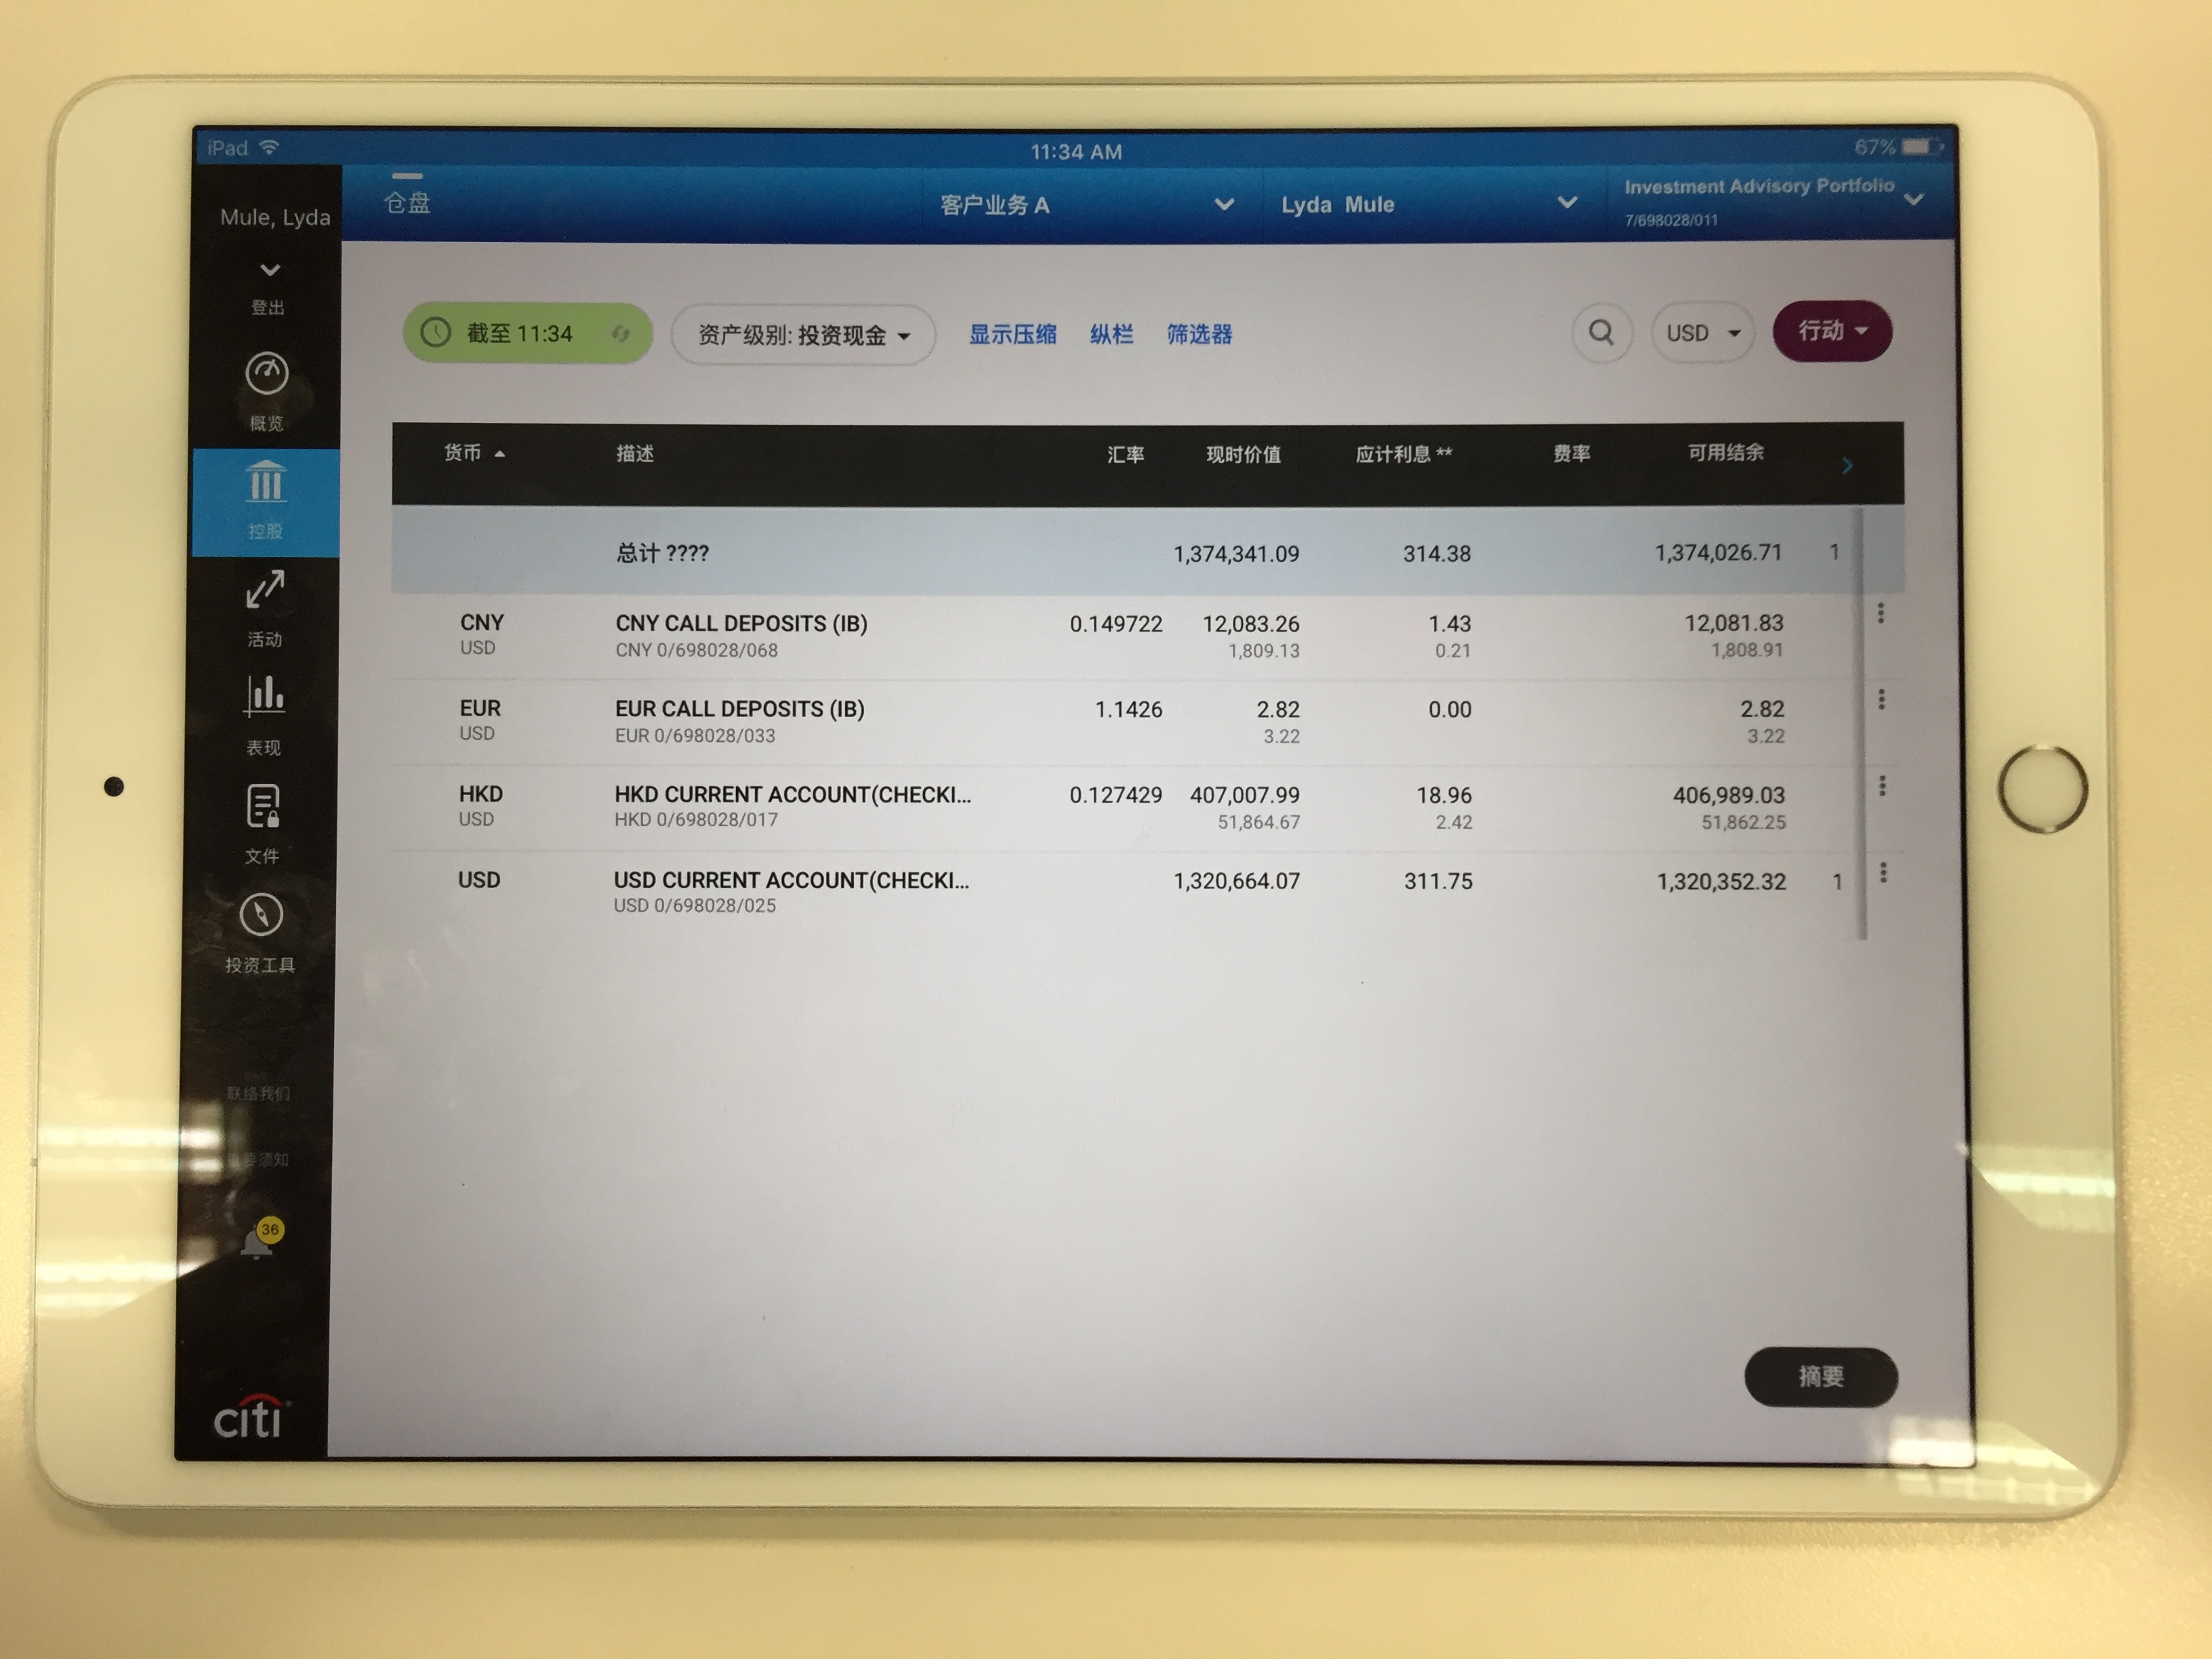 iPad
11:34 AM
67%
Mule, Lyda
登出
概览
控股
活动
表现
文件
投资工具
联络我们
要须知
36
citi
仓盘
客户业务 A
Lyda Mule
Investment Advisory Portfolio
7/698028/011
截至 11:34
资产级别: 投资现金
显示压缩
纵栏
筛选器
USD
行动
货币 描述 汇率 现时价值 应计利息 ** 费率 可用结余
总计 ???? 1,374,341.09 314.38 1,374,026.71 1
CNY CNY CALL DEPOSITS (IB) 0.149722 12,083.26 1.43 12,081.83
USD CNY 0/698028/068 1,809.13 0.21 1,808.91
EUR EUR CALL DEPOSITS (IB) 1.1426 2.82 0.00 2.82
USD EUR 0/698028/033 3.22 3.22
HKD HKD CURRENT ACCOUNT(CHECKI... 0.127429 407,007.99 18.96 406,989.03
USD HKD 0/698028/017 51,864.67 2.42 51,862.25
USD USD CURRENT ACCOUNT(CHECKI... 1,320,664.07 311.75 1,320,352.32 1
USD 0/698028/025
摘要